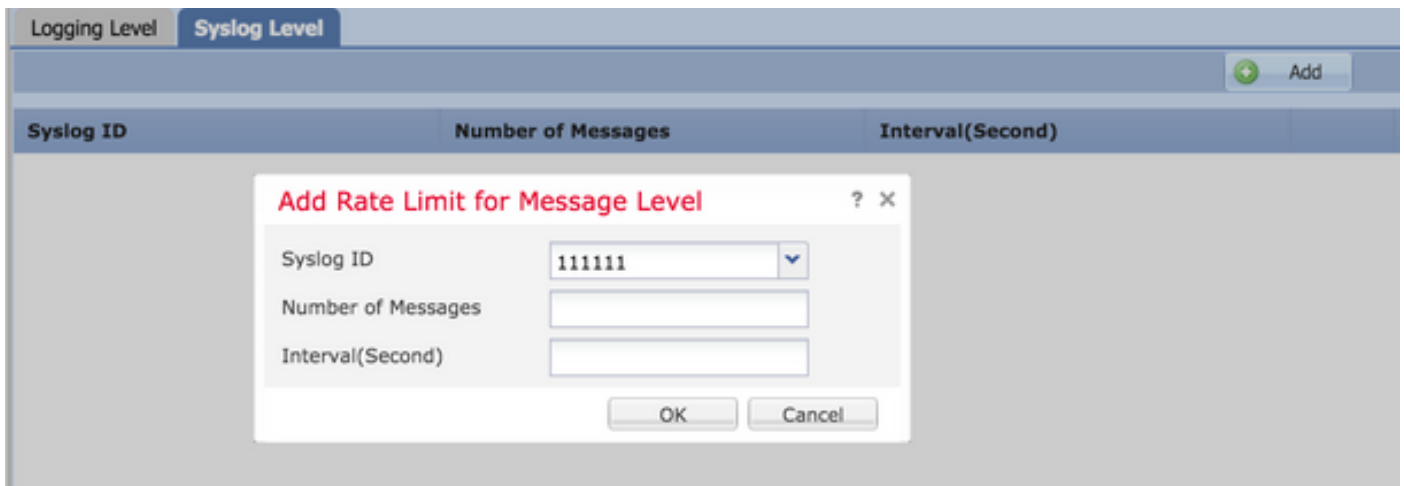 Logging Level Syslog Level
Add
Syslog ID Number of Messages Interval(Second)
Add Rate Limit for Message Level ? ×
Syslog ID 111111
Number of Messages
Interval(Second)
OK Cancel